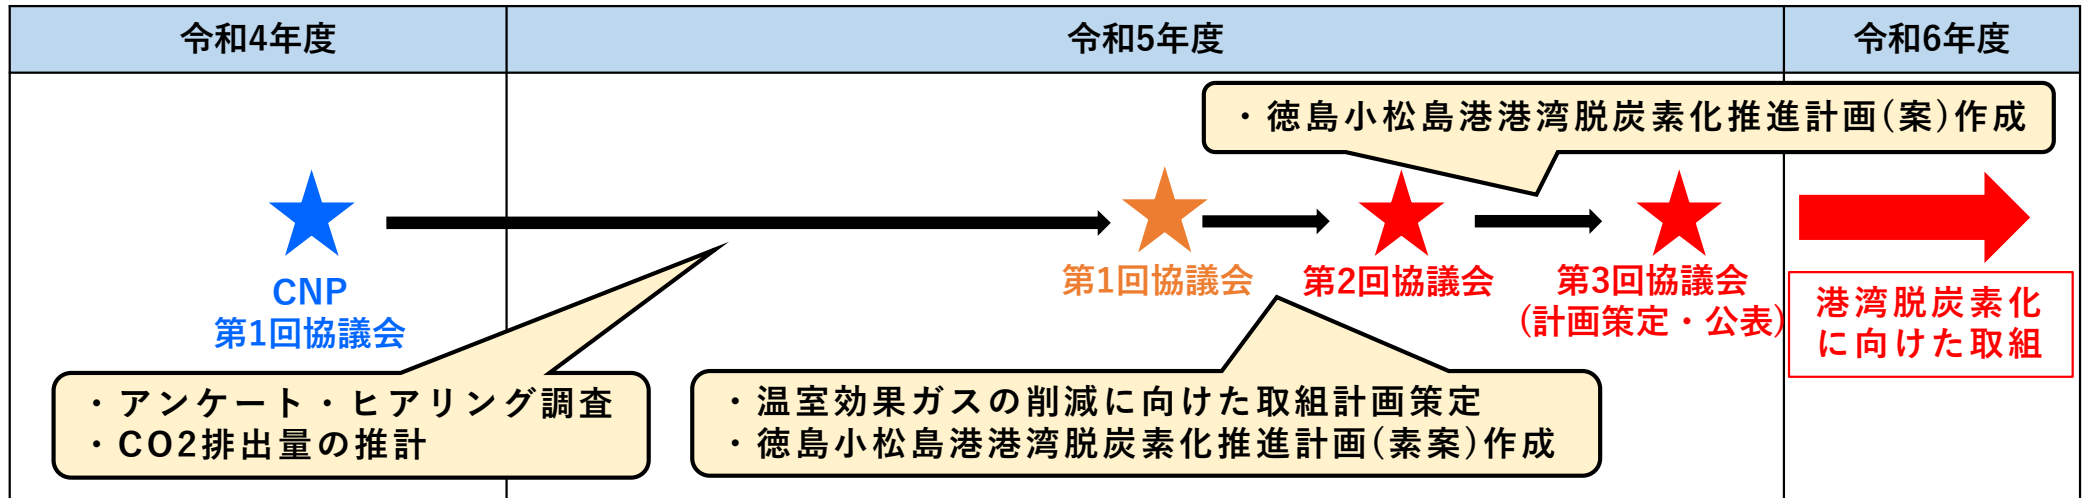 令和4年度
令和5年度
令和6年度
・徳島小松島港港湾脱炭素化推進計画(案)作成
CNP
第1回協議会
第1回協議会
第2回協議会
第3回協議会
(計画策定・公表)
港湾脱炭素化
に向けた取組
・アンケート・ヒアリング調査
・CO2排出量の推計
・温室効果ガスの削減に向けた取組計画策定
・徳島小松島港港湾脱炭素化推進計画(素案)作成